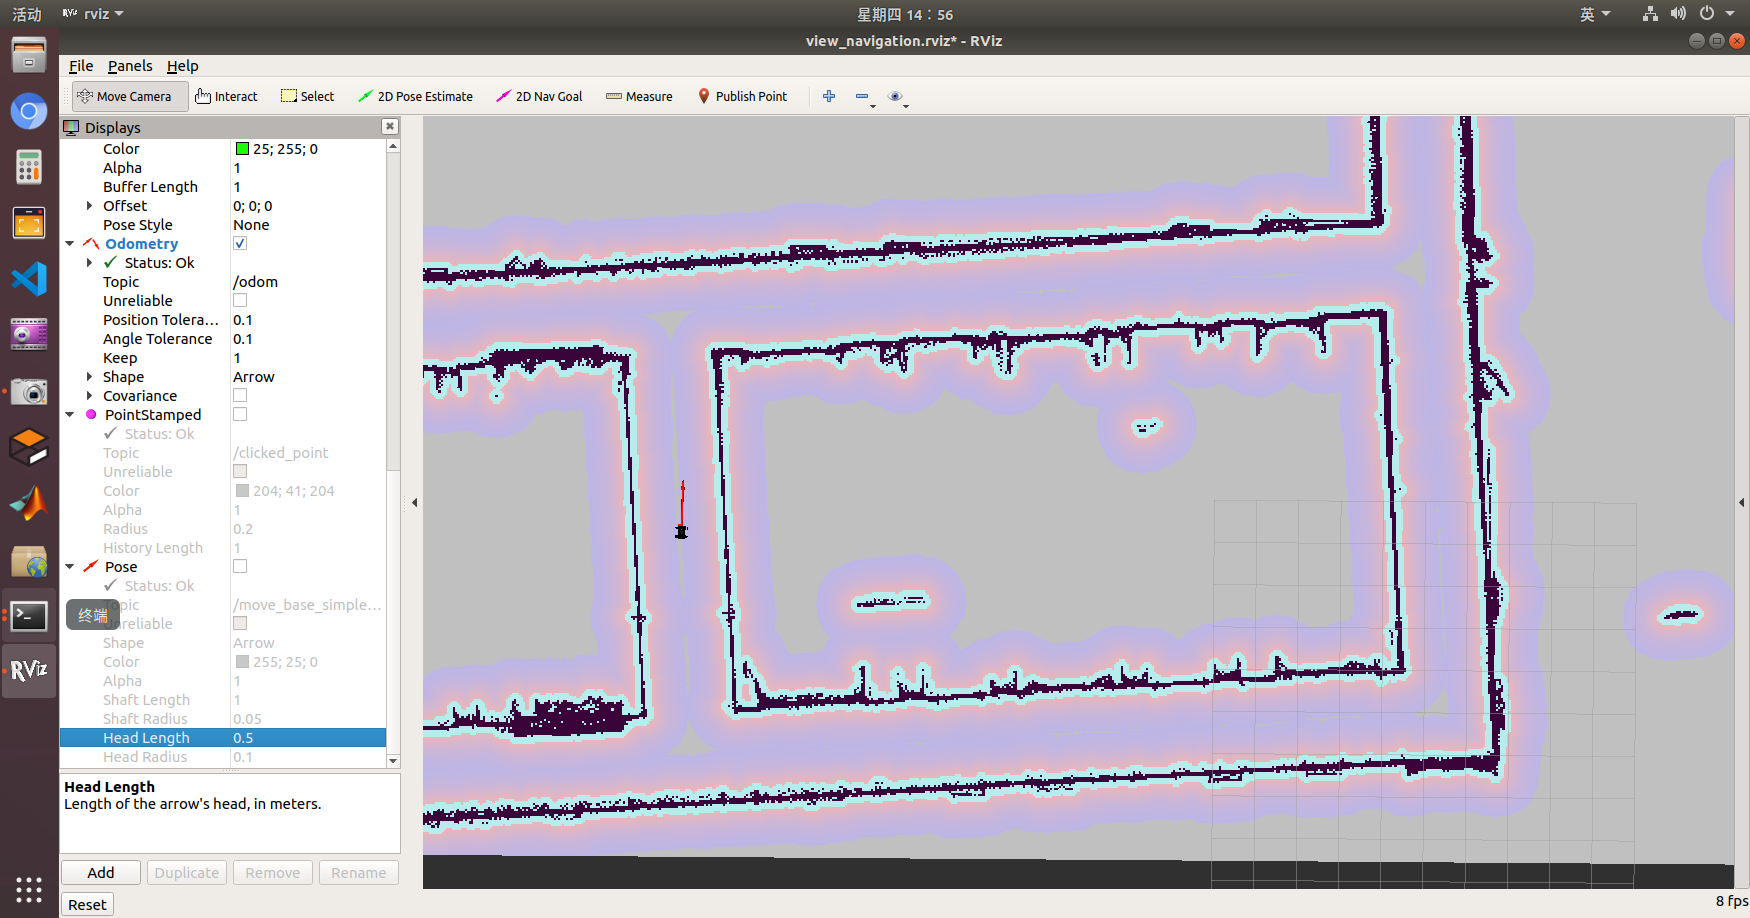 活动 rviz 星期四 14：56 英
view_navigation.rviz* - RViz
File Panels Help
Move Camera Interact Select 2D Pose Estimate 2D Nav Goal Measure Publish Point
Displays
Color 25; 255; 0
Alpha 1
Buffer Length 1
Offset 0; 0; 0
Pose Style None
Odometry
Status: Ok
Topic /odom
Unreliable
Position Tolera... 0.1
Angle Tolerance 0.1
Keep 1
Shape Arrow
Covariance
PointStamped
Status: Ok
Topic /clicked_point
Unreliable
Color 204; 41; 204
Alpha 1
Radius 0.2
History Length 1
Pose
Status: Ok
opic /move_base_simple...
终端
reliable
Shape Arrow
Color 255; 25; 0
Alpha 1
Shaft Length 1
Shaft Radius 0.05
Head Length 0.5
Head Radius 0.1
RViz
Head Length
Length of the arrow's head, in meters.
Add Duplicate Remove Rename
Reset
8 fps